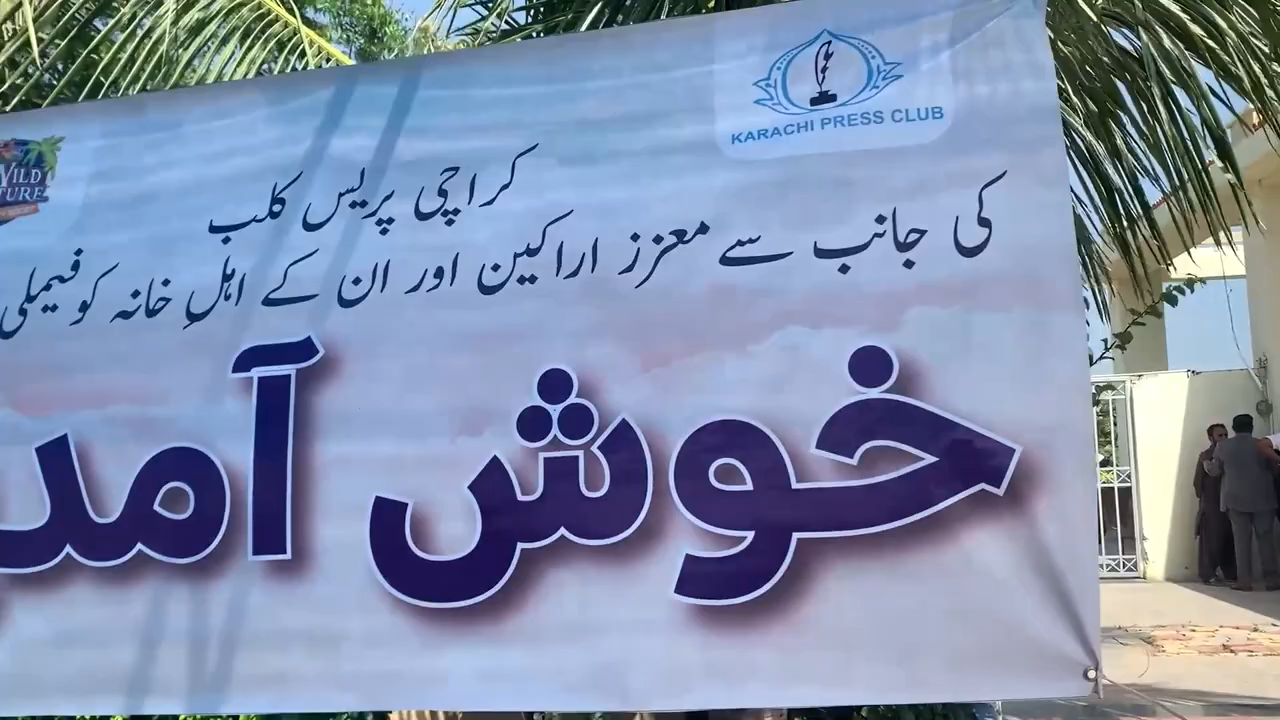 KARACHI PRESS CLUB
WILD
کراچی پریس کلب
کی جانب سے معزز اراکین اور ان کے اہلِ خانہ کو فیملی
خوش آمد